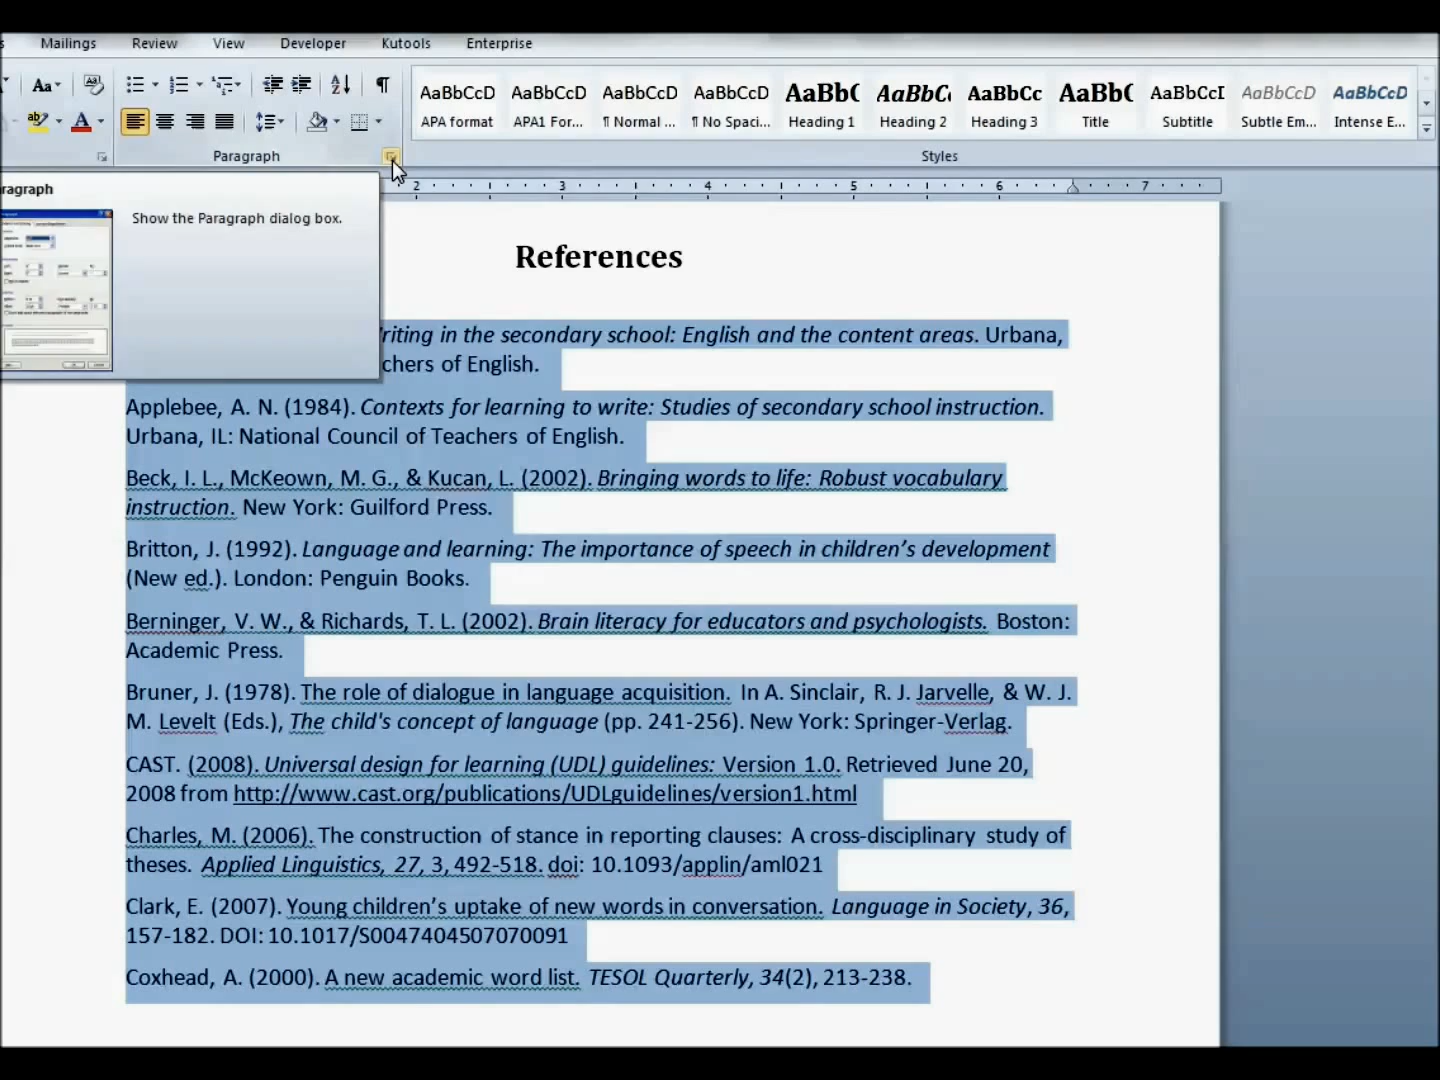 s Mailings Review View Developer Kutools Enterprise
Aa
AaBbCcD AaBbCcD AaBbCcD AaBbCcD AaBbC AaBbC AaBbCc AaBbC AaBbCcD AaBbCcD AaBbCcD
APA format APA1 For... ¶ Normal ... ¶ No Spaci... Heading 1 Heading 2 Heading 3 Title Subtitle Subtle Em... Intense E...
Paragraph Styles
2 3 4 5 6 7
aragraph
Show the Paragraph dialog box.
References
riting in the secondary school: English and the content areas. Urbana,
chers of English.
Applebee, A. N. (1984). Contexts for learning to write: Studies of secondary school instruction.
Urbana, IL: National Council of Teachers of English.
Beck, I. L., McKeown, M. G., & Kucan, L. (2002). Bringing words to life: Robust vocabulary
instruction. New York: Guilford Press.
Britton, J. (1992). Language and learning: The importance of speech in children’s development
(New ed.). London: Penguin Books.
Berninger, V. W., & Richards, T. L. (2002). Brain literacy for educators and psychologists. Boston:
Academic Press.
Bruner, J. (1978). The role of dialogue in language acquisition. In A. Sinclair, R. J. Jarvelle, & W. J.
M. Levelt (Eds.), The child's concept of language (pp. 241-256). New York: Springer-Verlag.
CAST. (2008). Universal design for learning (UDL) guidelines: Version 1.0. Retrieved June 20,
2008 from http://www.cast.org/publications/UDLguidelines/version1.html
Charles, M. (2006). The construction of stance in reporting clauses: A cross-disciplinary study of
theses. Applied Linguistics, 27, 3, 492-518. doi: 10.1093/applin/aml021
Clark, E. (2007). Young children’s uptake of new words in conversation. Language in Society, 36,
157-182. DOI: 10.1017/S0047404507070091
Coxhead, A. (2000). A new academic word list. TESOL Quarterly, 34(2), 213-238.